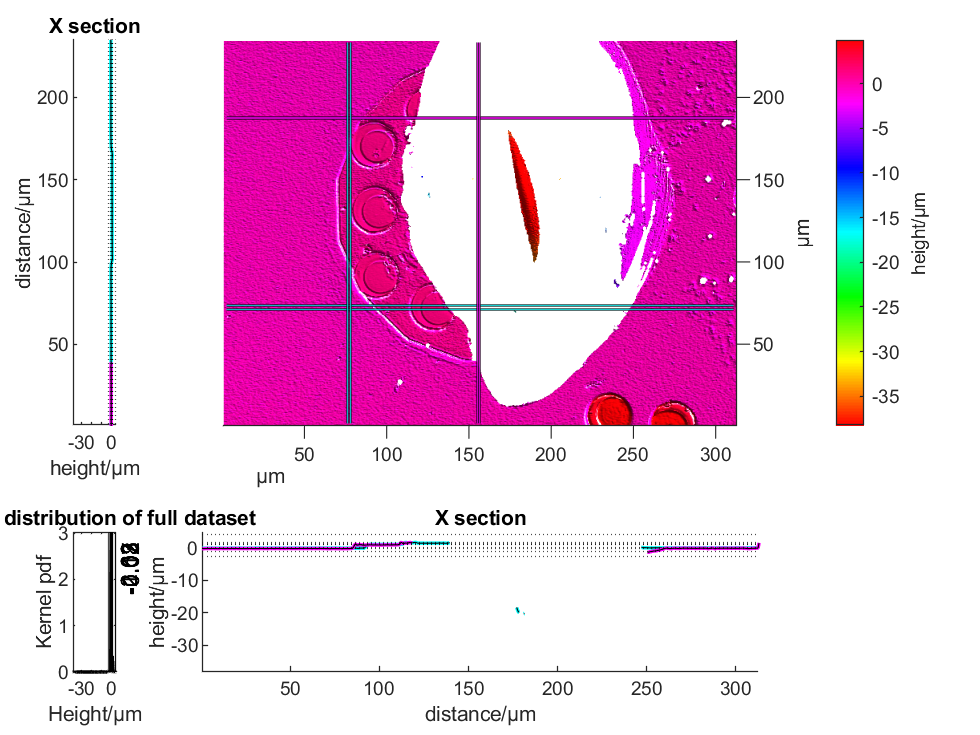 X section
200
150
100
50
distance/µm
-30 0
height/µm
200
150
100
50
µm
50 100 150 200 250 300
µm
0
-5
-10
-15
-20
-25
-30
-35
height/µm
distribution of full dataset
3
2
1
0
Kernel pdf
-30 0
Height/µm
X section
0
-10
-20
-30
height/µm
50 100 150 200 250 300
distance/µm